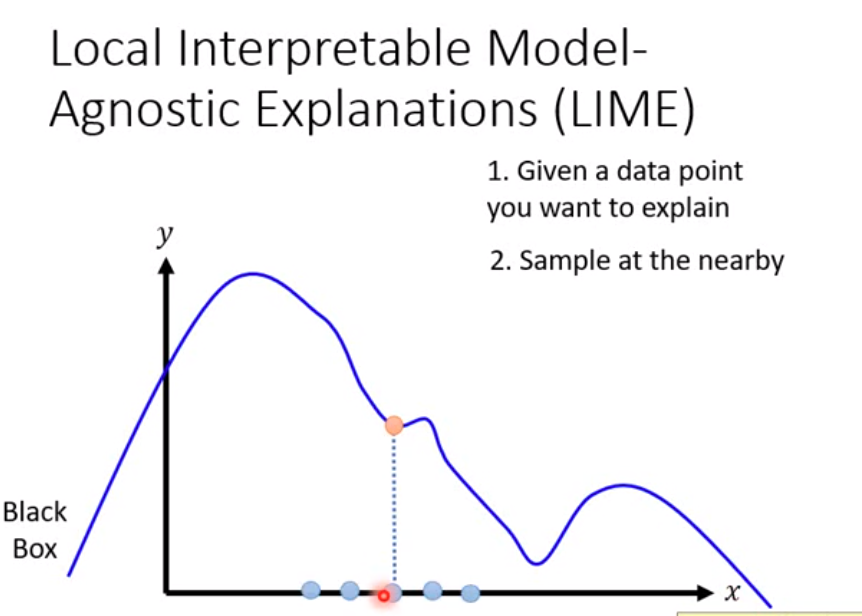 Local Interpretable Model-
Agnostic Explanations (LIME)
1. Given a data point
you want to explain
2. Sample at the nearby
y
Black
Box
x